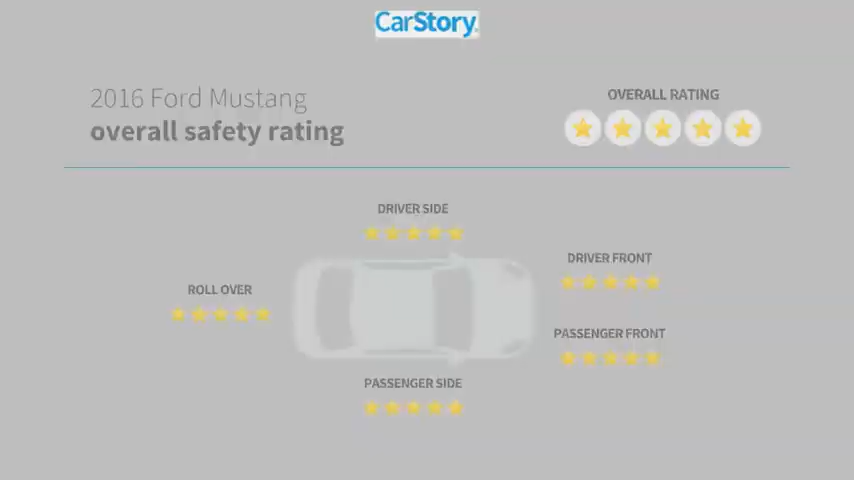 CarStory
2016 Ford Mustang
overall safety rating
OVERALL RATING
DRIVER SIDE
DRIVER FRONT
ROLL OVER
PASSENGER FRONT
PASSENGER SIDE